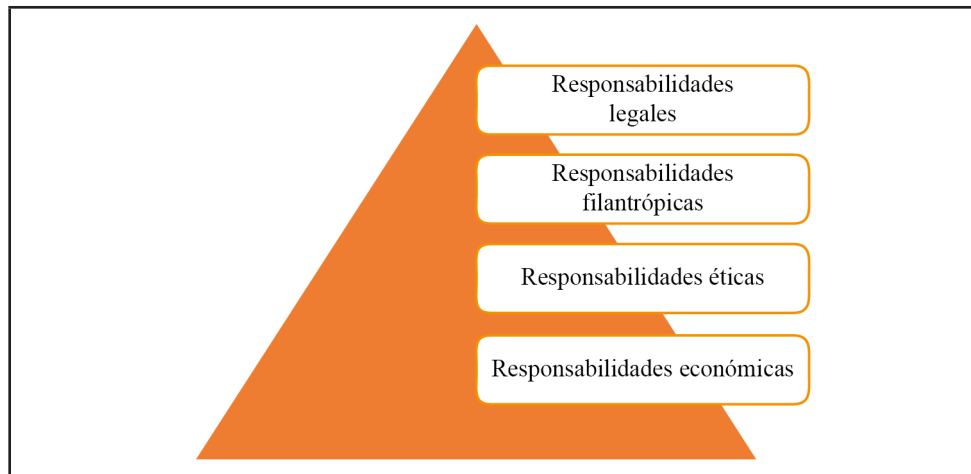 Responsabilidades
legales
Responsabilidades
filantrópicas
Responsabilidades éticas
Responsabilidades económicas